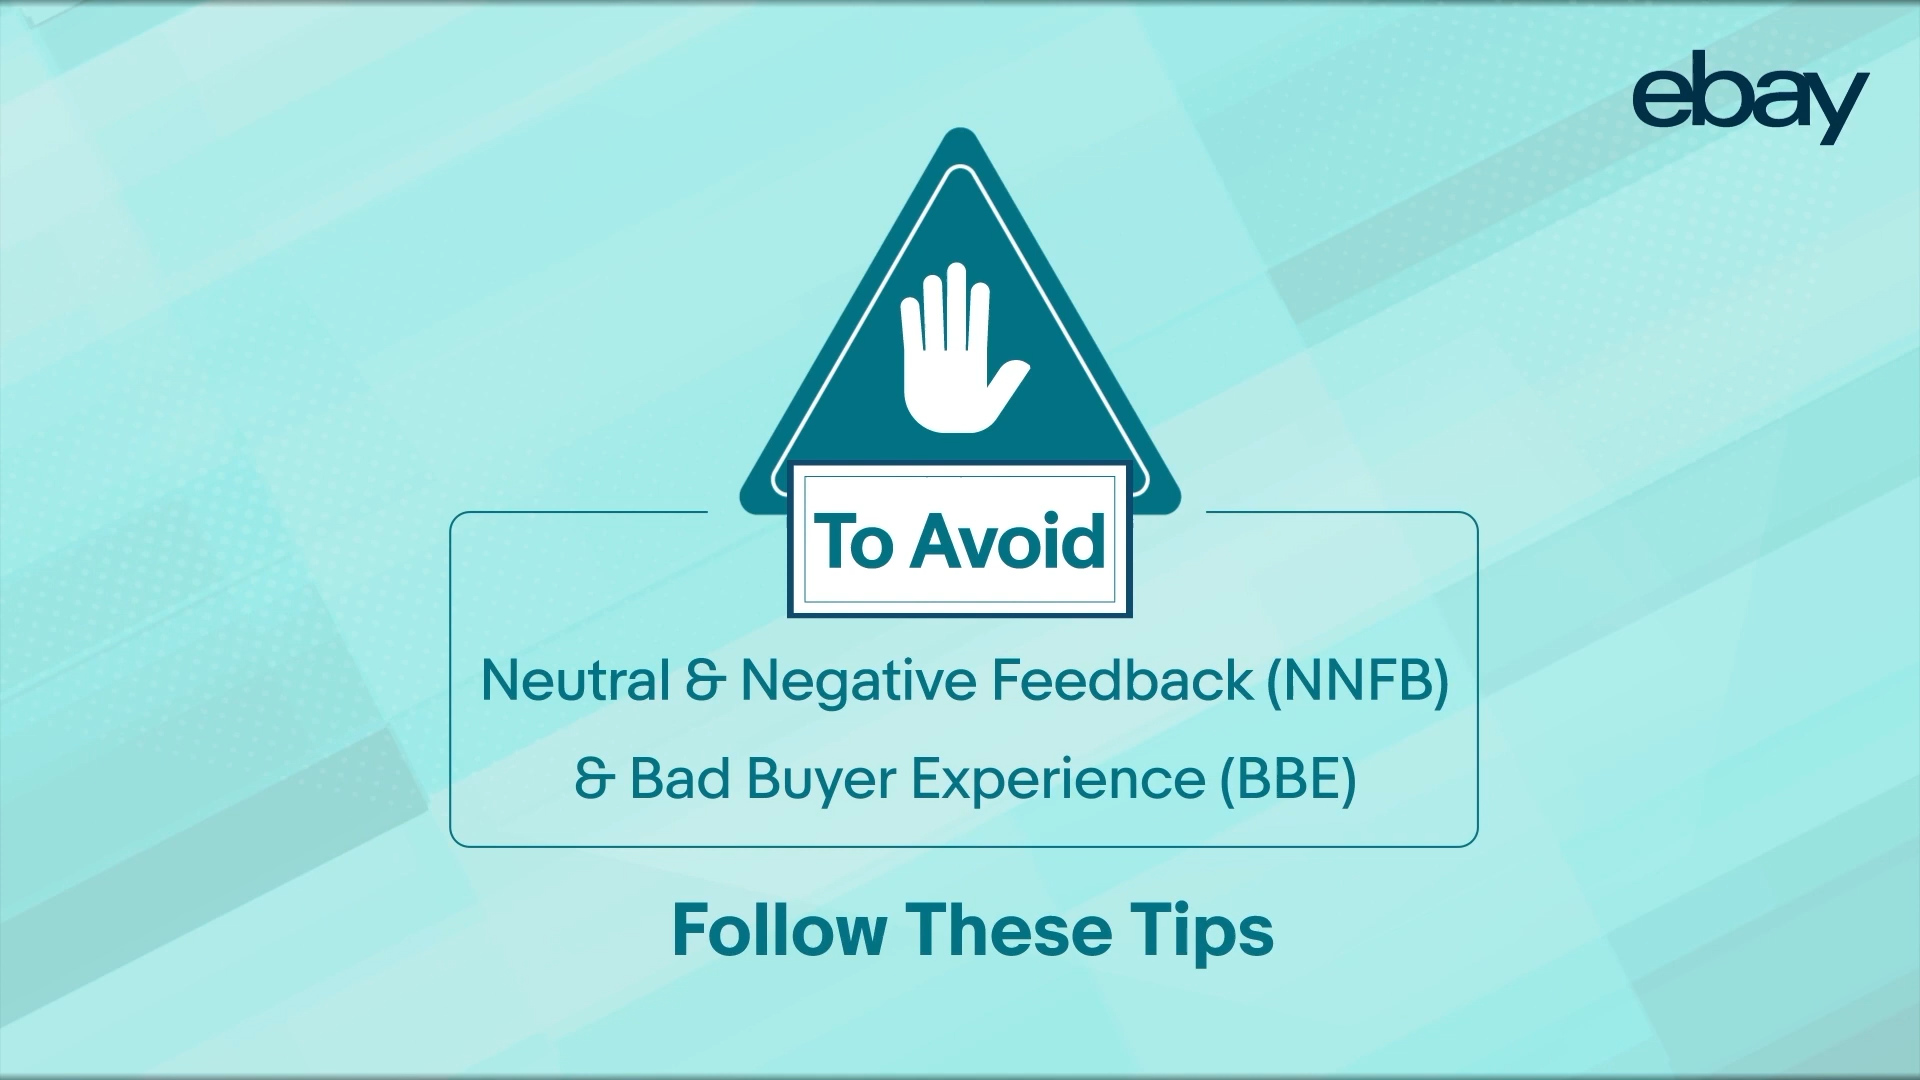 ebay
To Avoid
Neutral & Negative Feedback (NNFB)
& Bad Buyer Experience (BBE)
Follow These Tips